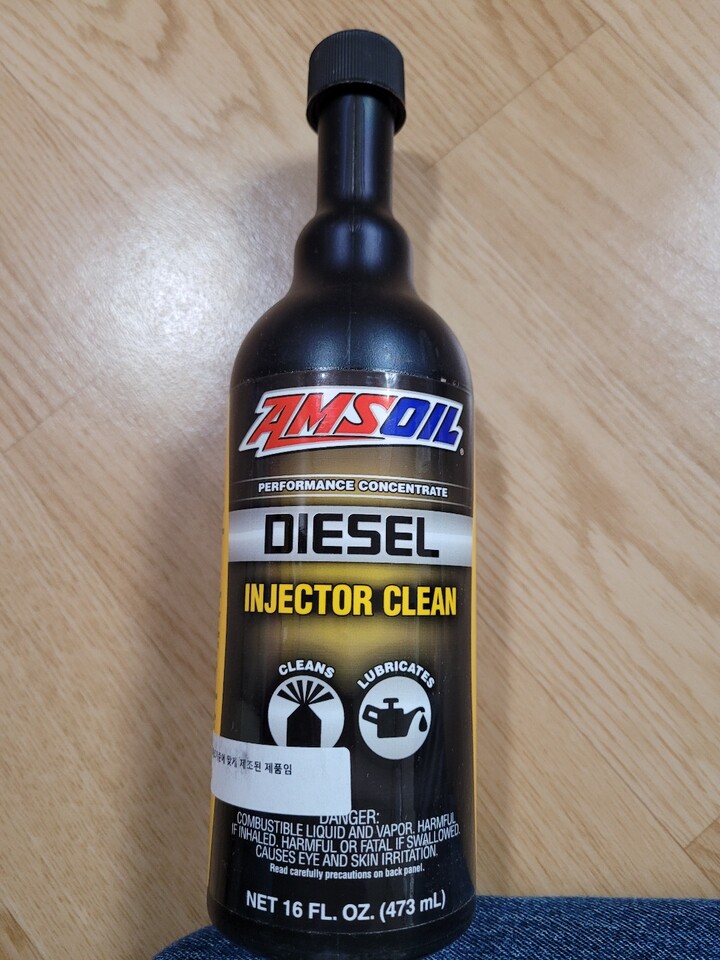 AMSOIL
PERFORMANCE CONCENTRATE
DIESEL
INJECTOR CLEAN
CLEANS
LUBRICATES
맞게 제조된 제품임
DANGER:
COMBUSTIBLE LIQUID AND VAPOR. HARMFUL
IF INHALED. HARMFUL OR FATAL IF SWALLOWED.
CAUSES EYE AND SKIN IRRITATION.
Read carefully precautions on back panel.
NET 16 FL. OZ. (473 mL)